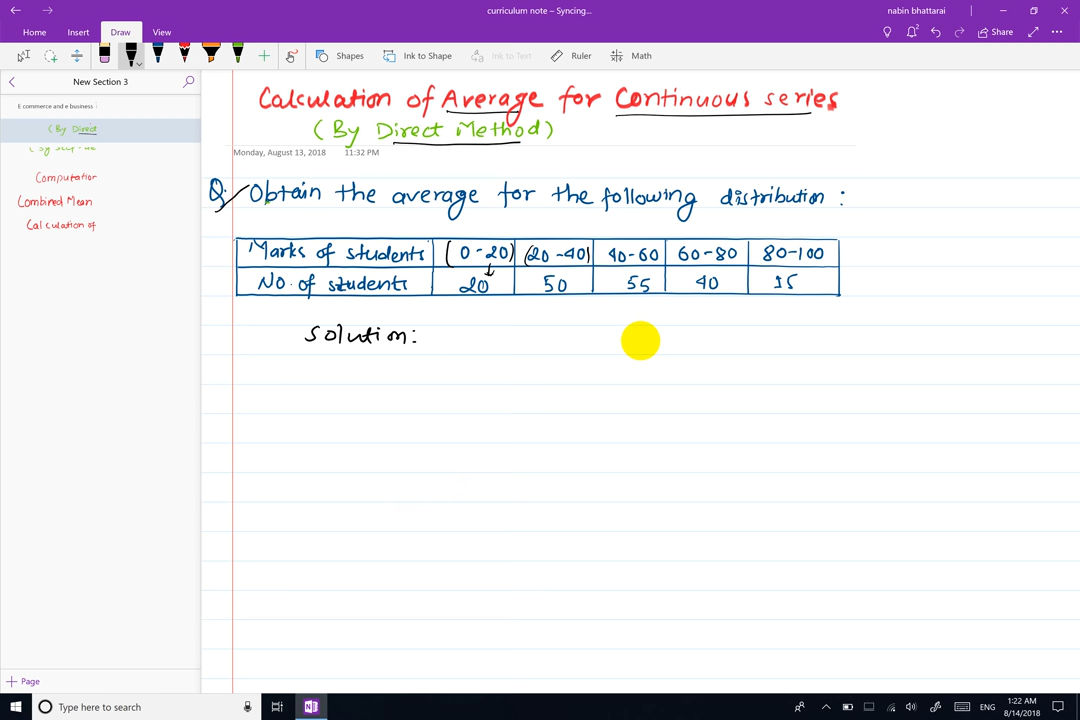 curriculum note – Syncing...
nabin bhattarai
Home Insert Draw View
Share
Shapes Ink to Shape Ink to Text Ruler Math
New Section 3
E commerce and e business :
(By Direct
Computation
Combined Mean
Calculation of
Calculation of Average for Continuous series
(By Direct Method)
Monday, August 13, 2018 11:32 PM
Q. Obtain the average for the following distribution :
Marks of students (0-20) (20-40) 40-60 60-80 80-100
No. of students 20 50 55 40 15
Solution:
+ Page
Type here to search
ENG
1:22 AM
8/14/2018